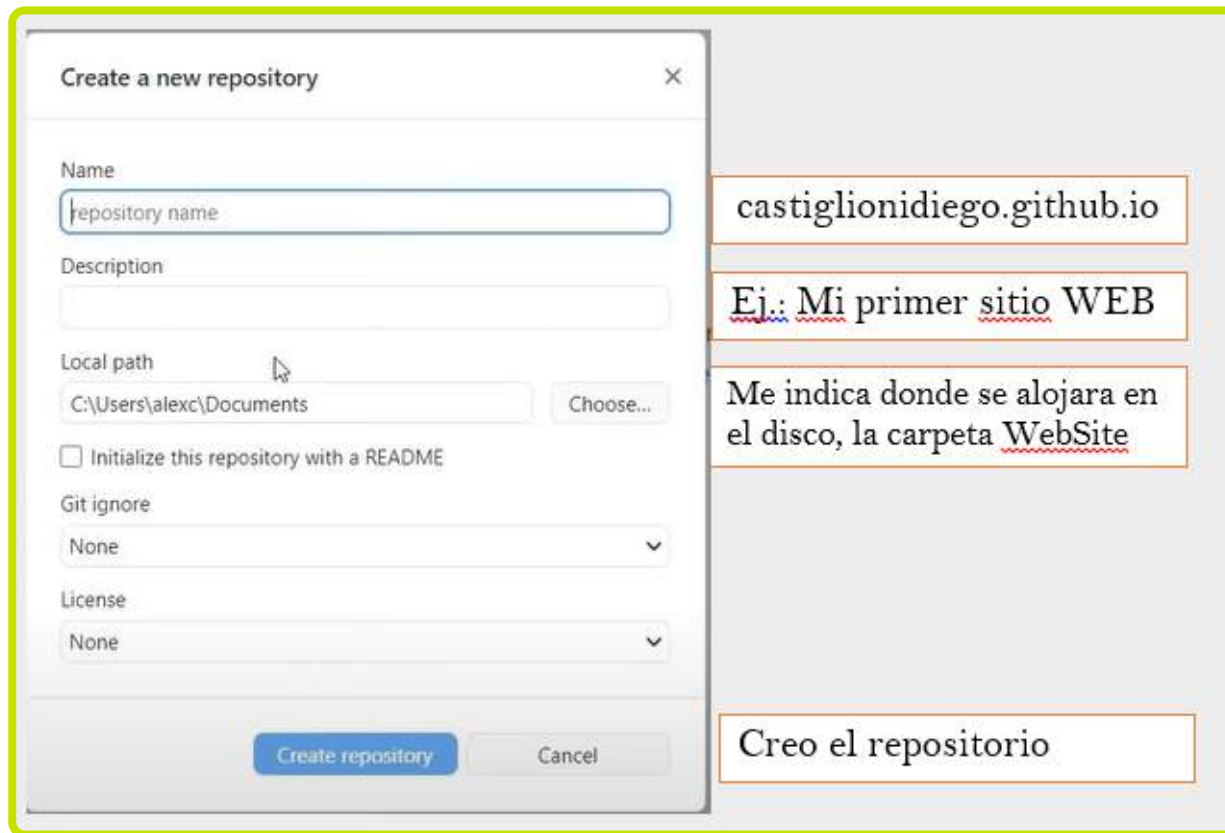 Create a new repository
Name
repository name
castiglionidiego.github.io
Description
Ej.: Mi primer sitio WEB
Local path
C:\Users\alexc\Documents
Choose...
Me indica donde se alojara en
el disco, la carpeta WebSite
Initialize this repository with a README
Git ignore
None
License
None
Create repository
Cancel
Creo el repositorio